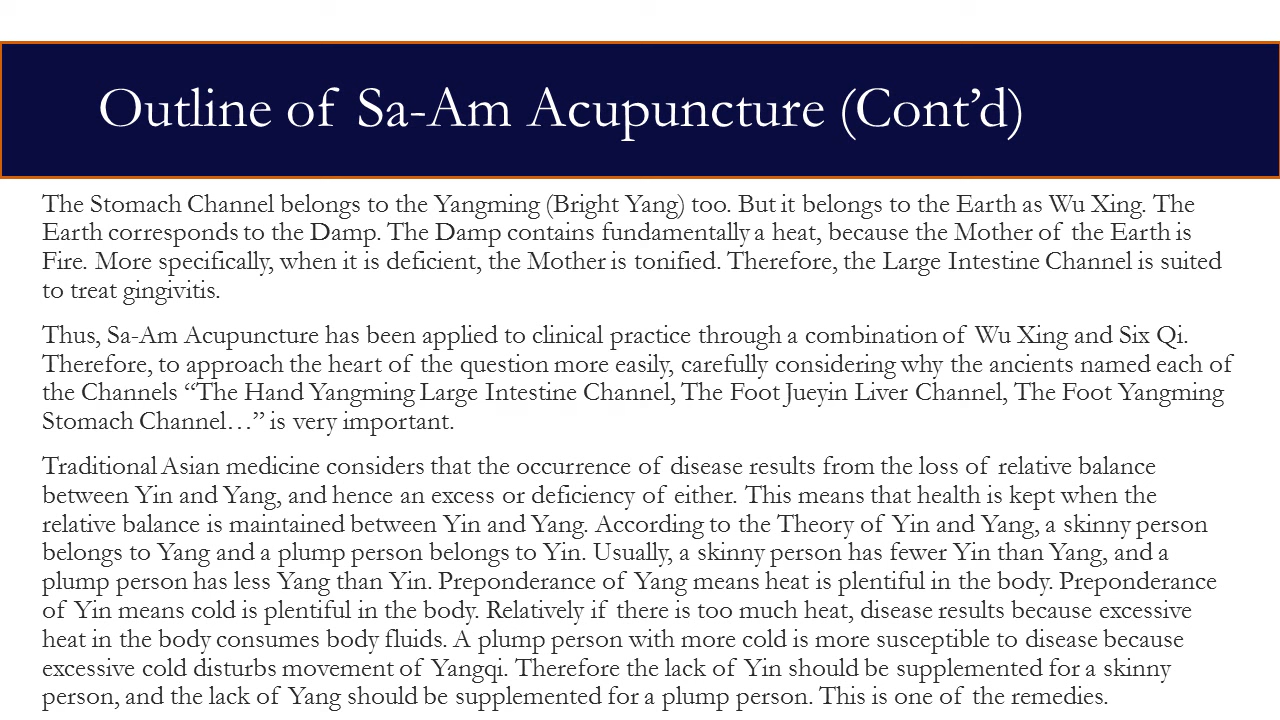 Outline of Sa-Am Acupuncture (Cont’d)
The Stomach Channel belongs to the Yangming (Bright Yang) too. But it belongs to the Earth as Wu Xing. The
Earth corresponds to the Damp. The Damp contains fundamentally a heat, because the Mother of the Earth is
Fire. More specifically, when it is deficient, the Mother is tonified. Therefore, the Large Intestine Channel is suited
to treat gingivitis.
Thus, Sa-Am Acupuncture has been applied to clinical practice through a combination of Wu Xing and Six Qi.
Therefore, to approach the heart of the question more easily, carefully considering why the ancients named each of
the Channels “The Hand Yangming Large Intestine Channel, The Foot Jueyin Liver Channel, The Foot Yangming
Stomach Channel…” is very important.
Traditional Asian medicine considers that the occurrence of disease results from the loss of relative balance
between Yin and Yang, and hence an excess or deficiency of either. This means that health is kept when the
relative balance is maintained between Yin and Yang. According to the Theory of Yin and Yang, a skinny person
belongs to Yang and a plump person belongs to Yin. Usually, a skinny person has fewer Yin than Yang, and a
plump person has less Yang than Yin. Preponderance of Yang means heat is plentiful in the body. Preponderance
of Yin means cold is plentiful in the body. Relatively if there is too much heat, disease results because excessive
heat in the body consumes body fluids. A plump person with more cold is more susceptible to disease because
excessive cold disturbs movement of Yangqi. Therefore the lack of Yin should be supplemented for a skinny
person, and the lack of Yang should be supplemented for a plump person. This is one of the remedies.